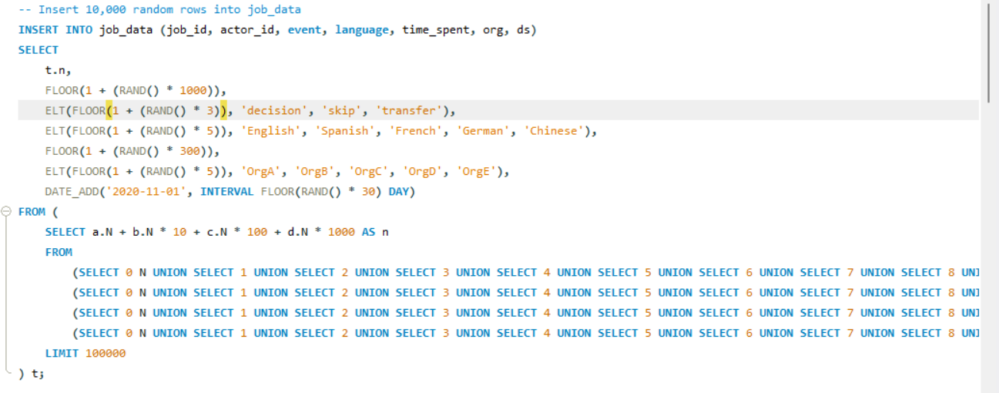 -- Insert 10,000 random rows into job_data
INSERT INTO job_data (job_id, actor_id, event, language, time_spent, org, ds)
SELECT
    t.n,
    FLOOR(1 + (RAND() * 1000)),
    ELT(FLOOR(1 + (RAND() * 3)), 'decision', 'skip', 'transfer'),
    ELT(FLOOR(1 + (RAND() * 5)), 'English', 'Spanish', 'French', 'German', 'Chinese'),
    FLOOR(1 + (RAND() * 300)),
    ELT(FLOOR(1 + (RAND() * 5)), 'OrgA', 'OrgB', 'OrgC', 'OrgD', 'OrgE'),
    DATE_ADD('2020-11-01', INTERVAL FLOOR(RAND() * 30) DAY)
FROM (
    SELECT a.N + b.N * 10 + c.N * 100 + d.N * 1000 AS n
    FROM
        (SELECT 0 N UNION SELECT 1 UNION SELECT 2 UNION SELECT 3 UNION SELECT 4 UNION SELECT 5 UNION SELECT 6 UNION SELECT 7 UNION SELECT 8 UNI
        (SELECT 0 N UNION SELECT 1 UNION SELECT 2 UNION SELECT 3 UNION SELECT 4 UNION SELECT 5 UNION SELECT 6 UNION SELECT 7 UNION SELECT 8 UNI
        (SELECT 0 N UNION SELECT 1 UNION SELECT 2 UNION SELECT 3 UNION SELECT 4 UNION SELECT 5 UNION SELECT 6 UNION SELECT 7 UNION SELECT 8 UNI
        (SELECT 0 N UNION SELECT 1 UNION SELECT 2 UNION SELECT 3 UNION SELECT 4 UNION SELECT 5 UNION SELECT 6 UNION SELECT 7 UNION SELECT 8 UNI
    LIMIT 100000
) t;